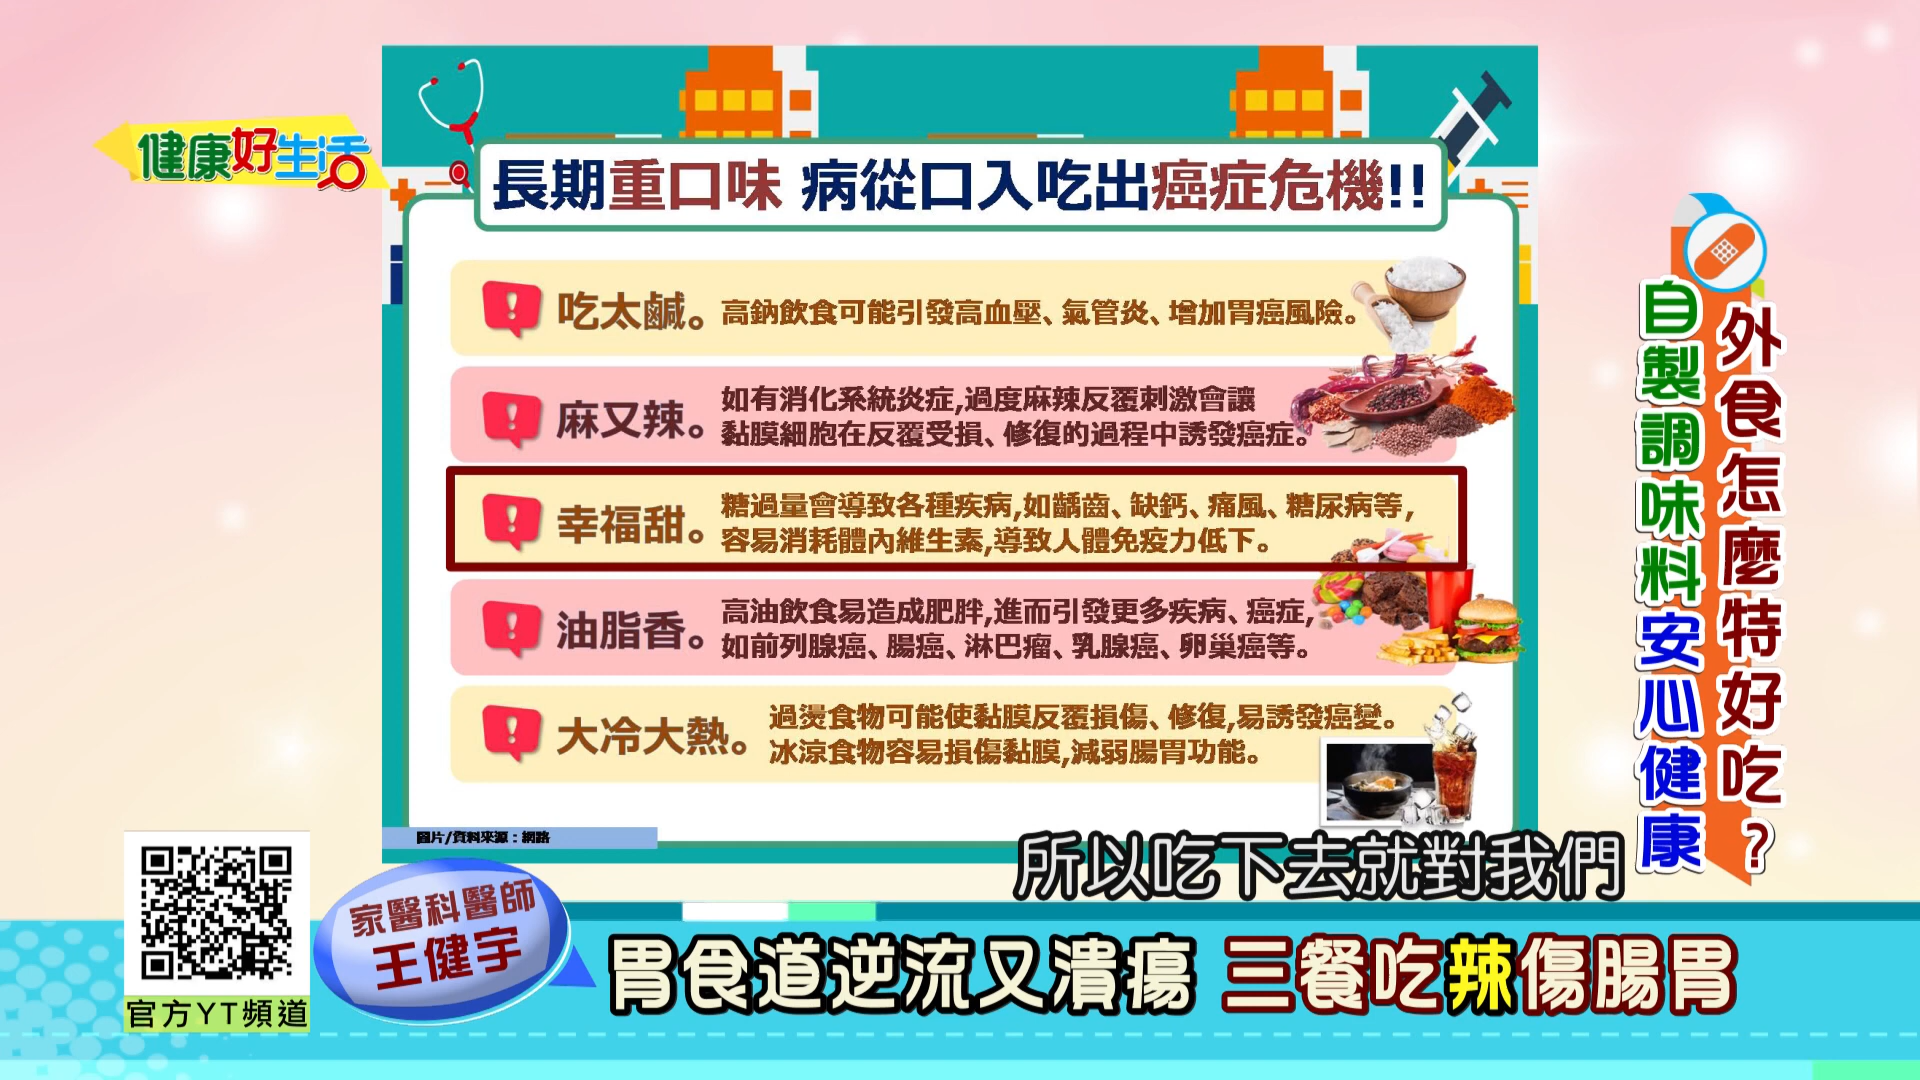 健康好生活
長期重口味 病從口入吃出癌症危機!!
吃太鹹。
高鈉飲食可能引發高血壓、氣管炎、增加胃癌風險。
麻又辣。
如有消化系統炎症,過度麻辣反覆刺激會讓
黏膜細胞在反覆受損、修復的過程中誘發癌症。
幸福甜。
糖過量會導致各種疾病,如齲齒、缺鈣、痛風、糖尿病等,
容易消耗體內維生素,導致人體免疫力低下。
油脂香。
高油飲食易造成肥胖,進而引發更多疾病、癌症,
如前列腺癌、腸癌、淋巴瘤、乳腺癌、卵巢癌等。
大冷大熱。
過燙食物可能使黏膜反覆損傷、修復,易誘發癌變。
冰涼食物容易損傷黏膜,減弱腸胃功能。
圖片/資料來源：網路
外食怎麼特好吃?
自製調味料安心健康
所以吃下去就對我們
家醫科醫師
王健宇
胃食道逆流又潰瘍 三餐吃辣傷腸胃
官方YT頻道